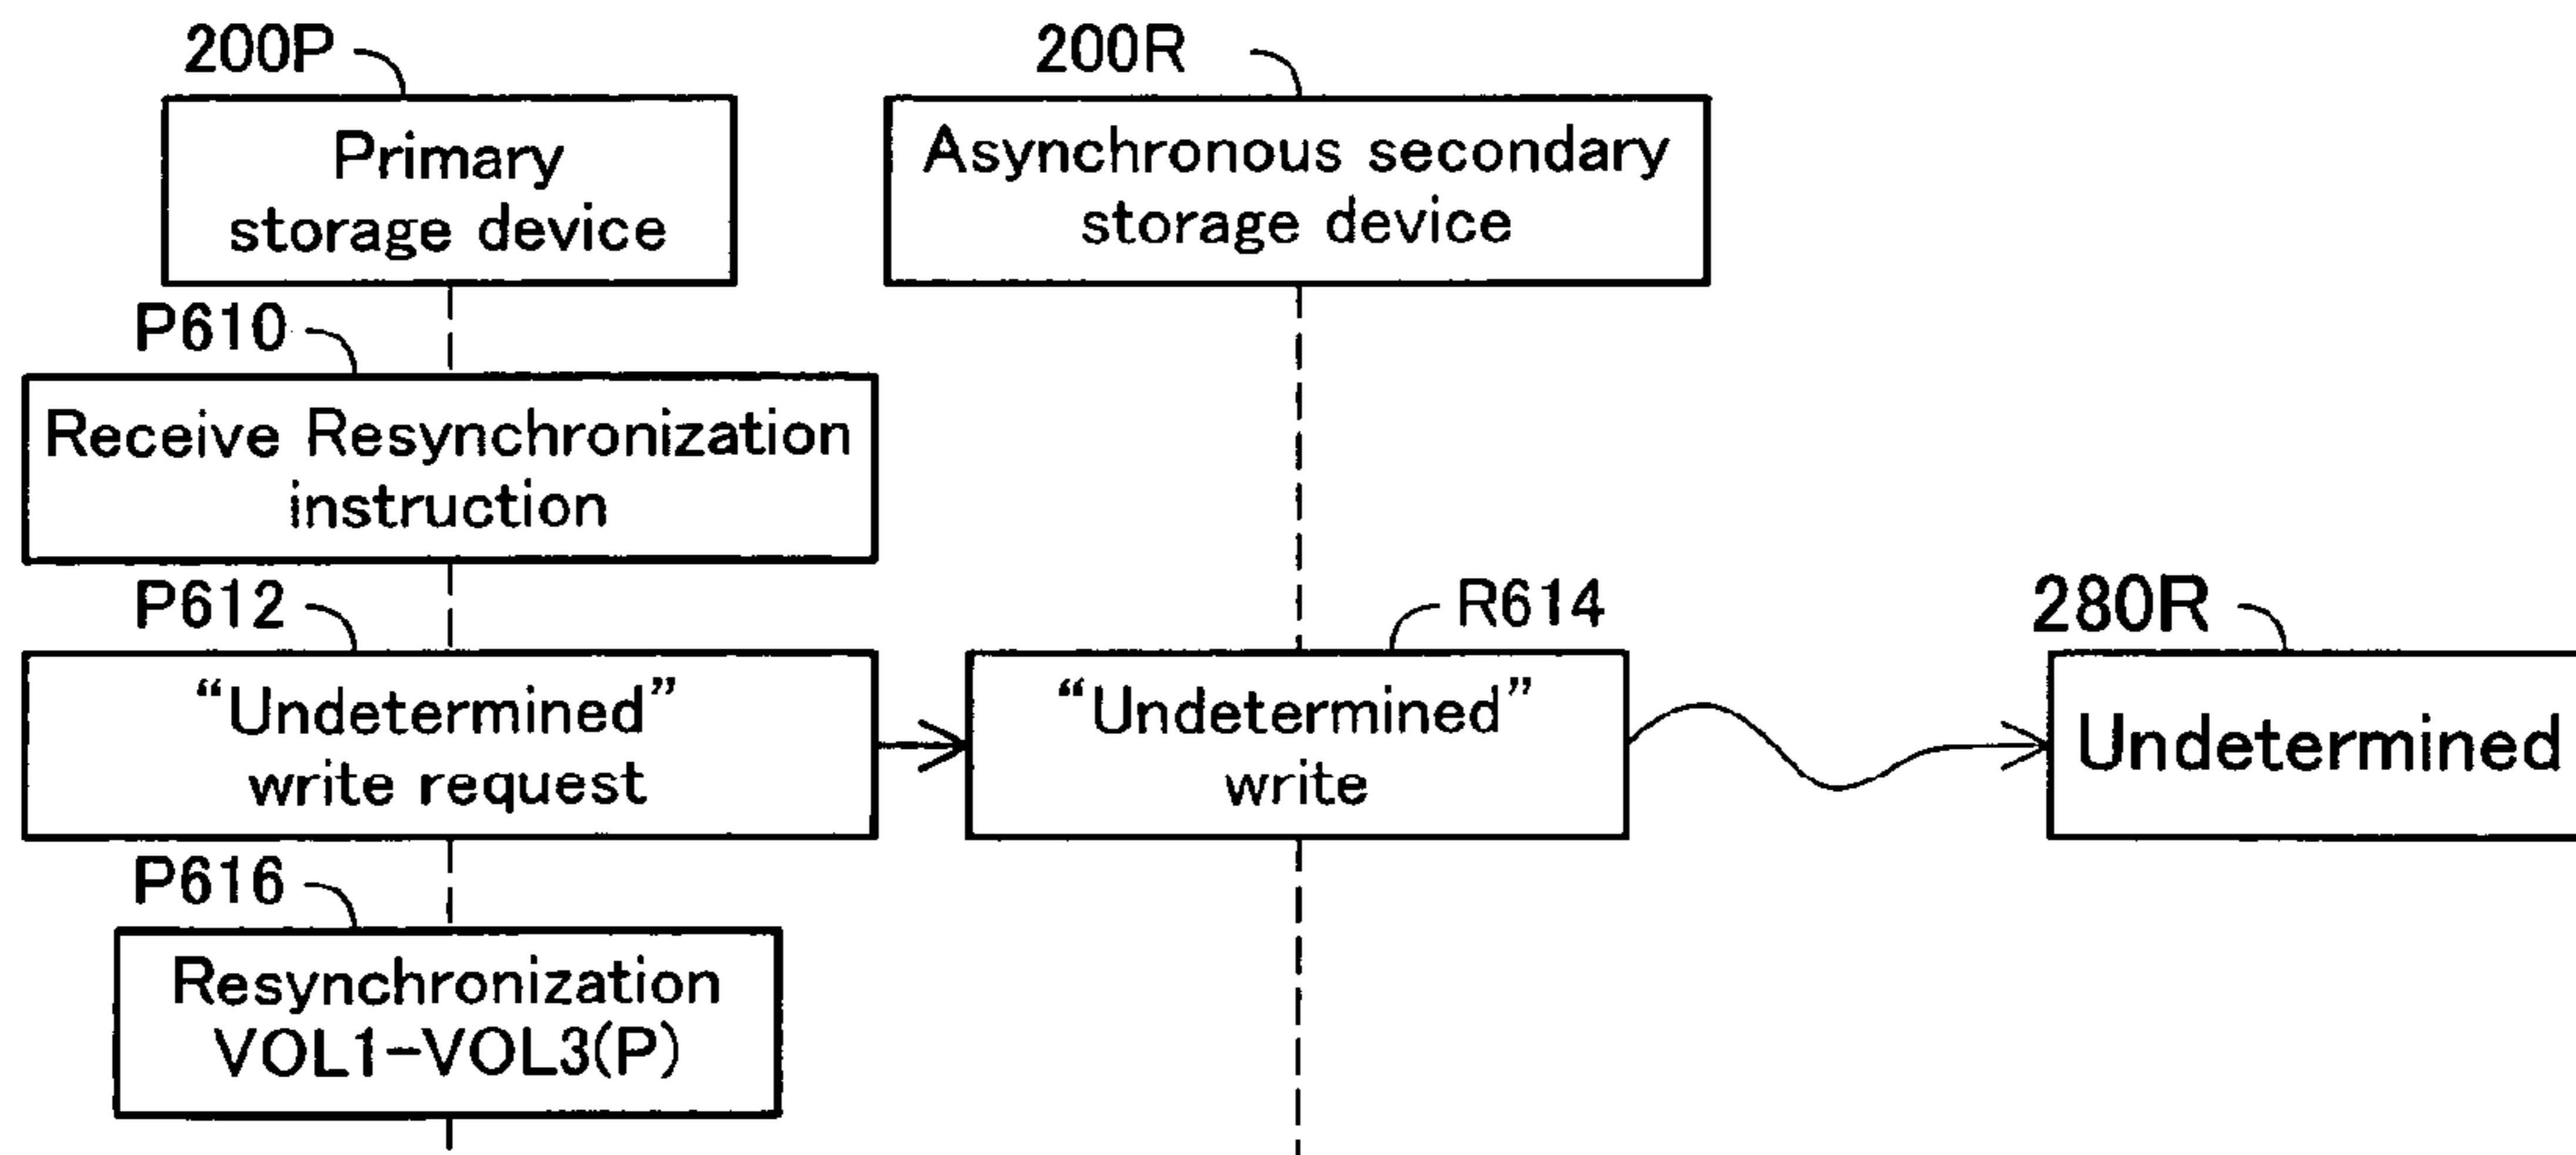 200P
200R
Primary
storage device
Asynchronous secondary
storage device
P610
Receive Resynchronization
instruction
P612
R614
280R
“Undetermined”
write request
“Undetermined”
write
Undetermined
P616
Resynchronization
VOL1-VOL3(P)